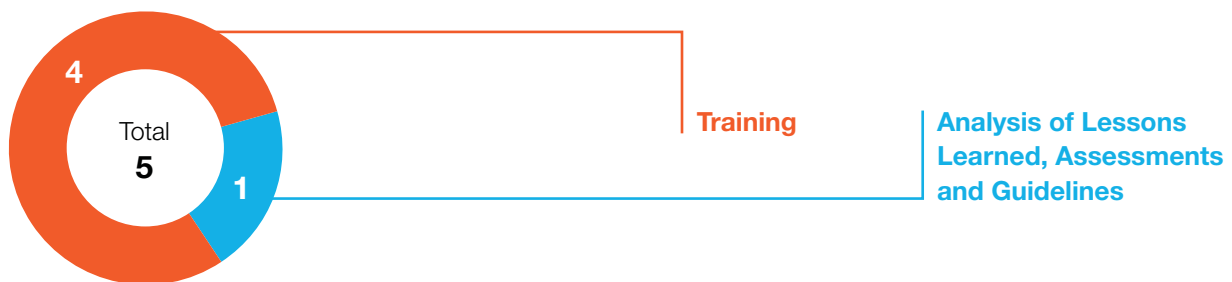 4
Total
5
1
Training
Analysis of Lessons
Learned, Assessments
and Guidelines